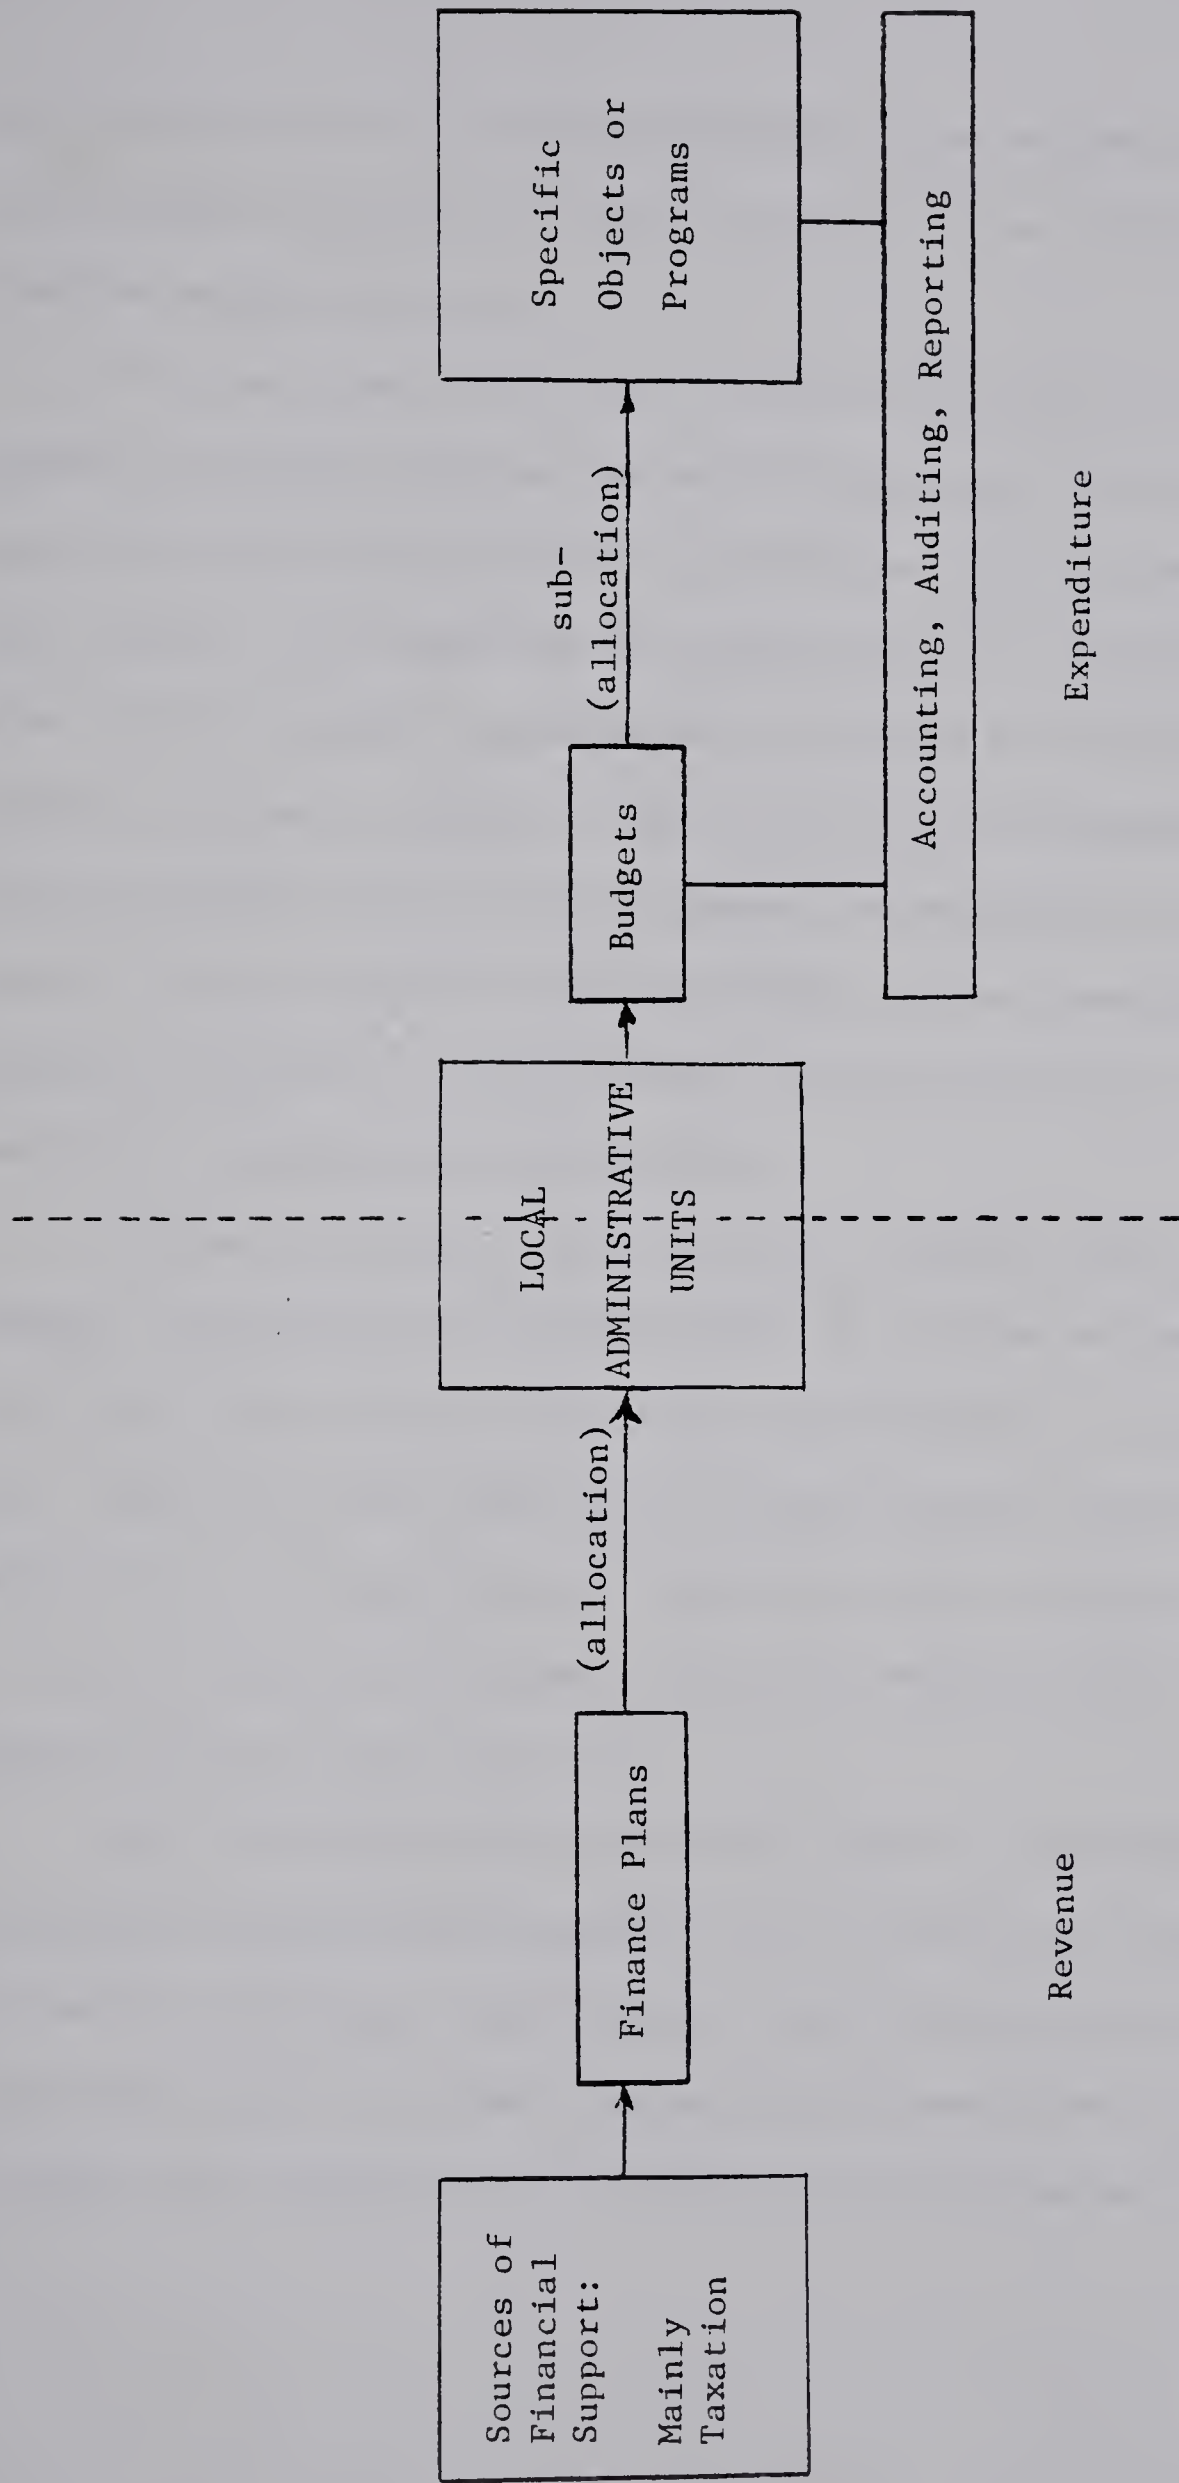 Sources of
Financial
Support:
Mainly
Taxation
Finance Plans
(allocation)
LOCAL
ADMINISTRATIVE
UNITS
Budgets
sub-
(allocation)
Specific
Objects or
Programs
Accounting, Auditing, Reporting
Revenue
Expenditure